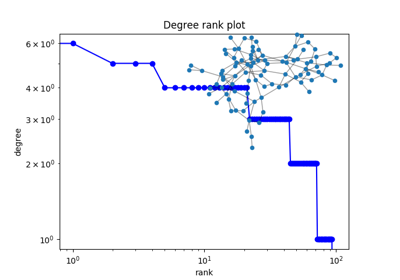 Degree rank plot
6 × 10⁰
4 × 10⁰
3 × 10⁰
2 × 10⁰
10⁰
degree
10⁰
10¹
10²
rank